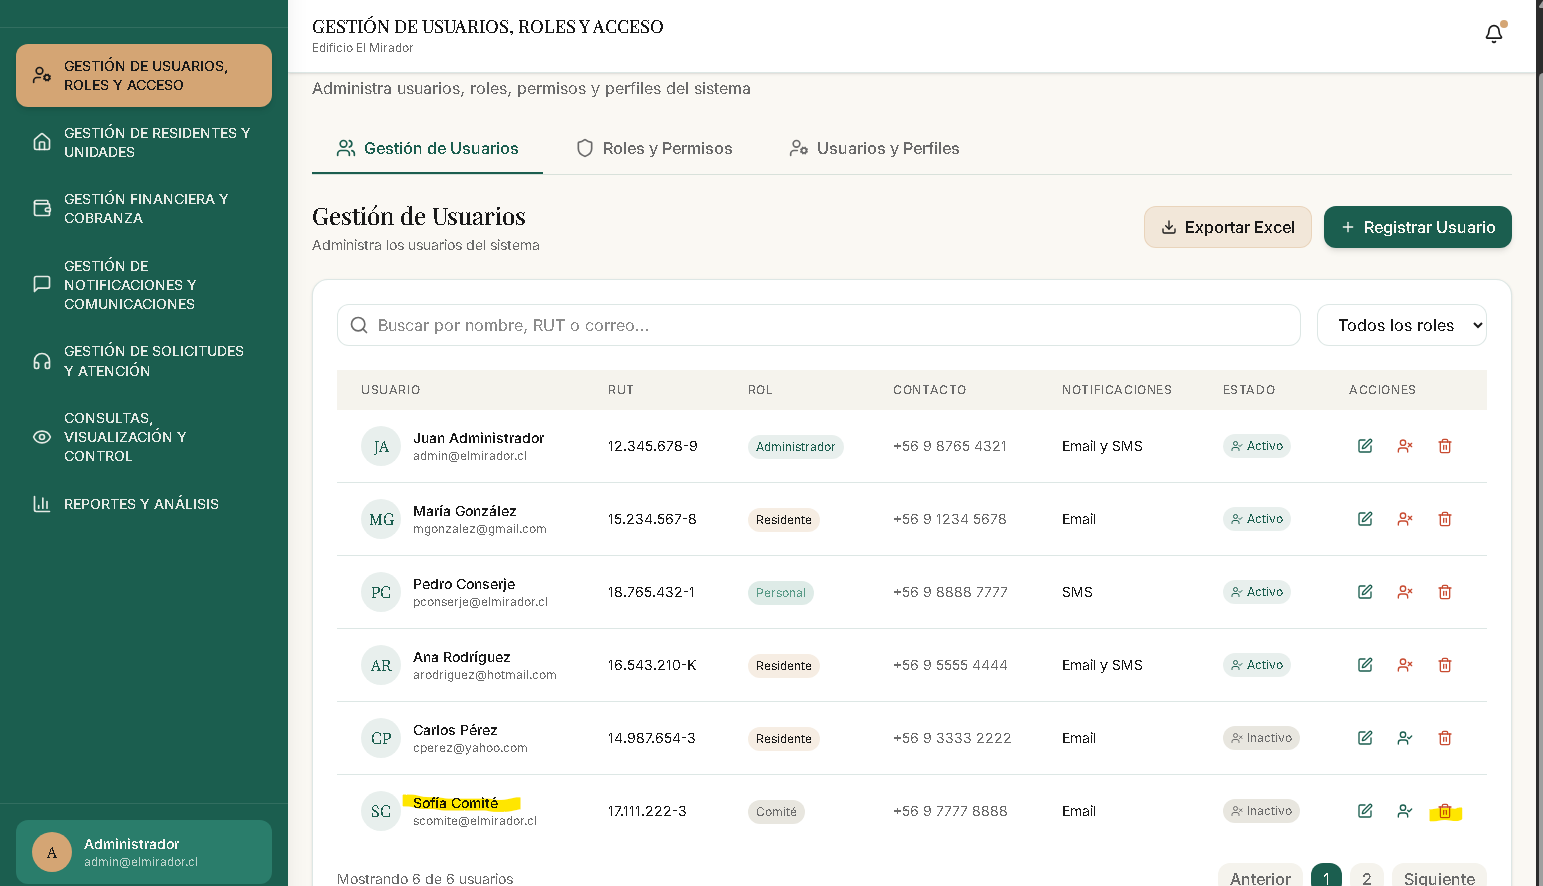 GESTIÓN DE USUARIOS,
ROLES Y ACCESO
GESTIÓN DE RESIDENTES Y
UNIDADES
GESTIÓN FINANCIERA Y
COBRANZA
GESTIÓN DE
NOTIFICACIONES Y
COMUNICACIONES
GESTIÓN DE SOLICITUDES
Y ATENCIÓN
CONSULTAS,
VISUALIZACIÓN Y
CONTROL
REPORTES Y ANÁLISIS
A
Administrador
admin@elmirador.cl
GESTIÓN DE USUARIOS, ROLES Y ACCESO
Edificio El Mirador
Administra usuarios, roles, permisos y perfiles del sistema
Gestión de Usuarios Roles y Permisos Usuarios y Perfiles
Gestión de Usuarios
Administra los usuarios del sistema
Exportar Excel + Registrar Usuario
Buscar por nombre, RUT o correo... Todos los roles
USUARIO RUT ROL CONTACTO NOTIFICACIONES ESTADO ACCIONES
JA Juan Administrador 12.345.678-9 Administrador +56 9 8765 4321 Email y SMS Activo
admin@elmirador.cl
MG María González 15.234.567-8 Residente +56 9 1234 5678 Email Activo
mgonzalez@gmail.com
PC Pedro Conserje 18.765.432-1 Personal +56 9 8888 7777 SMS Activo
pconserje@elmirador.cl
AR Ana Rodríguez 16.543.210-K Residente +56 9 5555 4444 Email y SMS Activo
arodriguez@hotmail.com
CP Carlos Pérez 14.987.654-3 Residente +56 9 3333 2222 Email Inactivo
cperez@yahoo.com
SC Sofía Comité 17.111.222-3 Comité +56 9 7777 8888 Email Inactivo
scomite@elmirador.cl
Mostrando 6 de 6 usuarios Anterior 1 2 Siguiente